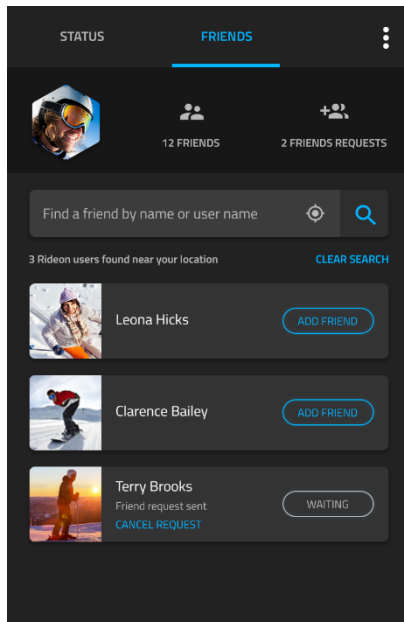 STATUS
FRIENDS
12 FRIENDS
2 FRIENDS REQUESTS
Find a friend by name or user name
3 Rideon users found near your location
CLEAR SEARCH
Leona Hicks
ADD FRIEND
Clarence Bailey
ADD FRIEND
Terry Brooks
Friend request sent
CANCEL REQUEST
WAITING